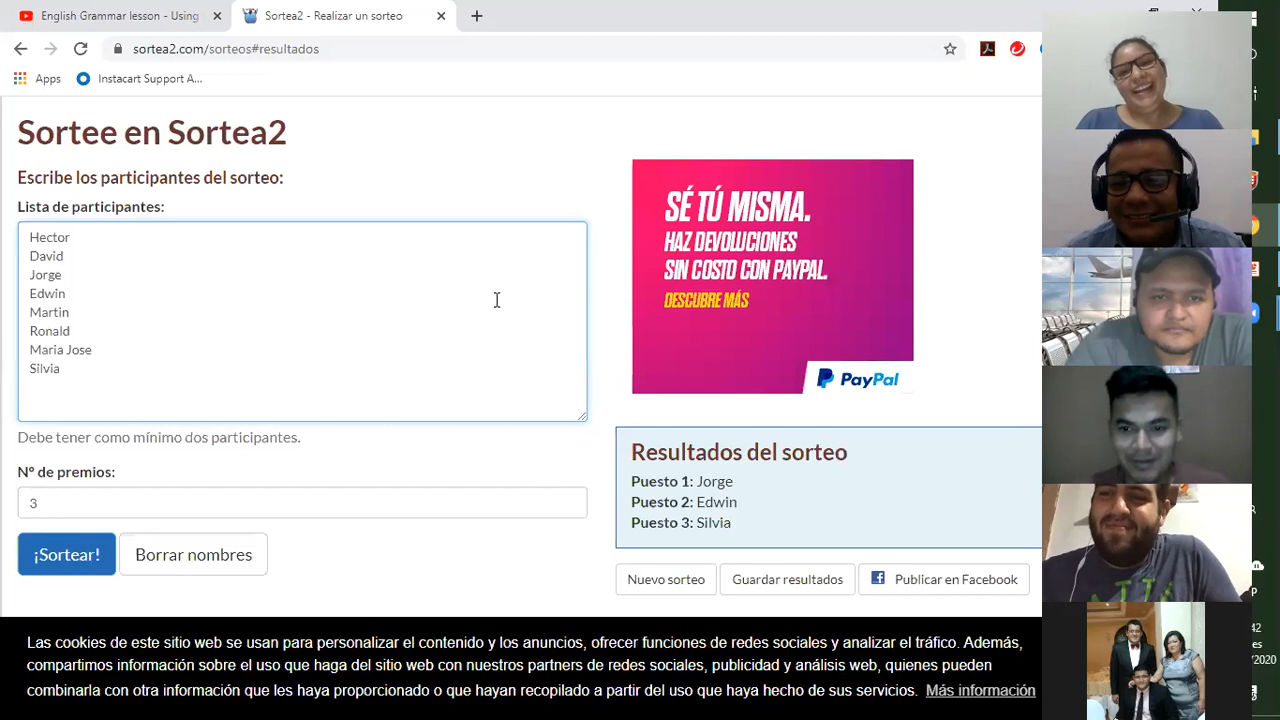 English Grammar lesson - Using
Sortea2 - Realizar un sorteo
sortea2.com/sorteos#resultados
Apps
Instacart Support A...
Sortee en Sortea2
Escribe los participantes del sorteo:
Lista de participantes:
Hector
David
Jorge
Edwin
Martin
Ronald
Maria Jose
Silvia
Debe tener como mínimo dos participantes.
Nº de premios:
3
¡Sortear!
Borrar nombres
SÉ TÚ MISMA.
HAZ DEVOLUCIONES
SIN COSTO CON PAYPAL.
DESCUBRE MÁS
PayPal
Resultados del sorteo
Puesto 1: Jorge
Puesto 2: Edwin
Puesto 3: Silvia
Nuevo sorteo
Guardar resultados
Publicar en Facebook
Las cookies de este sitio web se usan para personalizar el contenido y los anuncios, ofrecer funciones de redes sociales y analizar el tráfico. Además,
compartimos información sobre el uso que haga del sitio web con nuestros partners de redes sociales, publicidad y análisis web, quienes pueden
combinarla con otra información que les haya proporcionado o que hayan recopilado a partir del uso que haya hecho de sus servicios. Más información